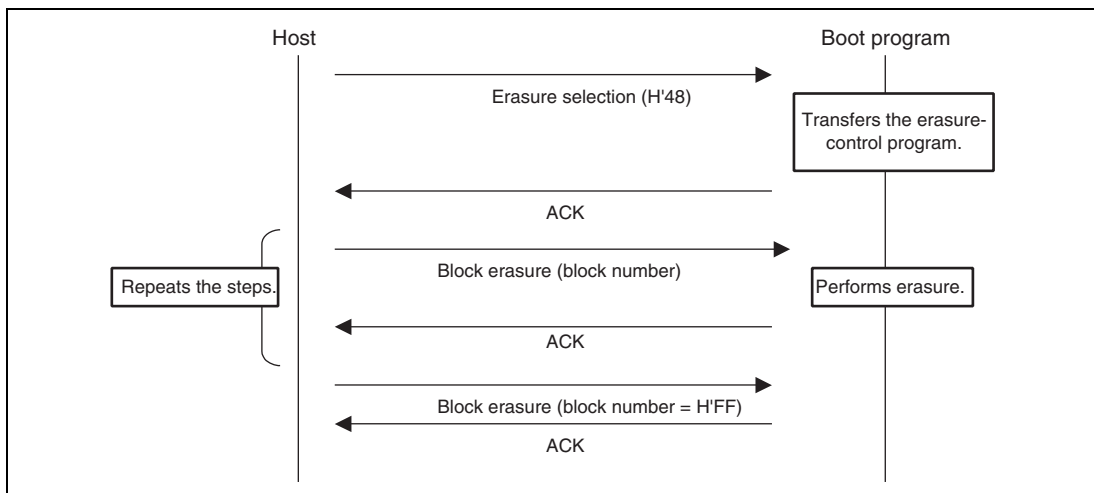 Host
Boot program
Erasure selection (H'48)
Transfers the erasure-
control program.
ACK
Block erasure (block number)
Repeats the steps.
Performs erasure.
ACK
Block erasure (block number = H'FF)
ACK